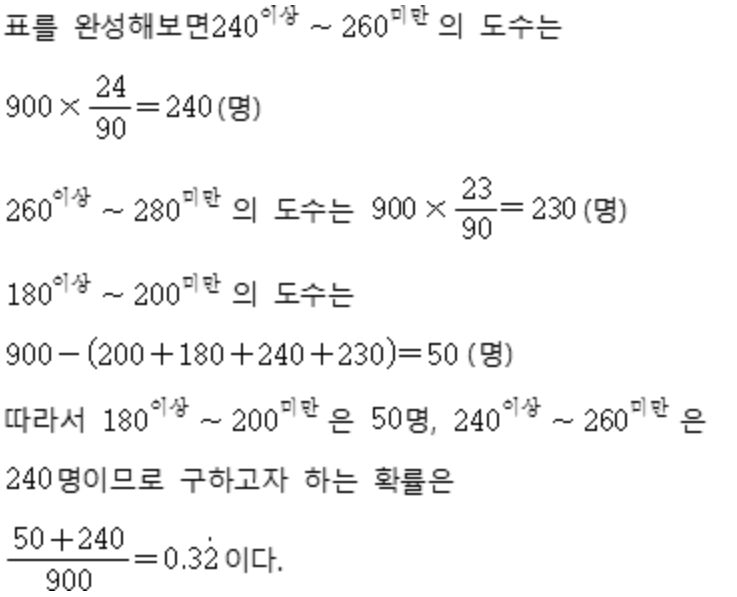 표를 완성해보면240이상 ~ 260미만 의 도수는
900 × 24/90 = 240 (명)
260이상 ~ 280미만 의 도수는 900 × 23/90 = 230 (명)
180이상 ~ 200미만 의 도수는
900 − (200+180+240+230)=50 (명)
따라서 180이상 ~ 200미만 은 50명, 240이상 ~ 260미만 은
240명이므로 구하고자 하는 확률은
(50+240)/900 = 0.32̇ 이다.